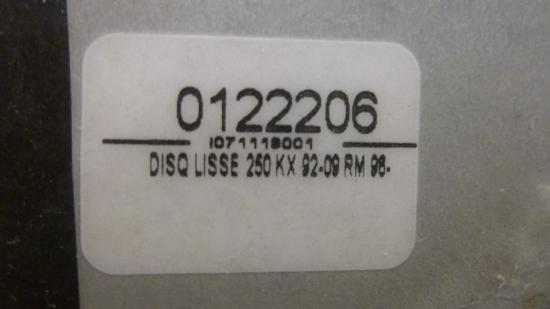 0122206
I071119001
DISQ LISSE 250 KX 92-09 RM 96-